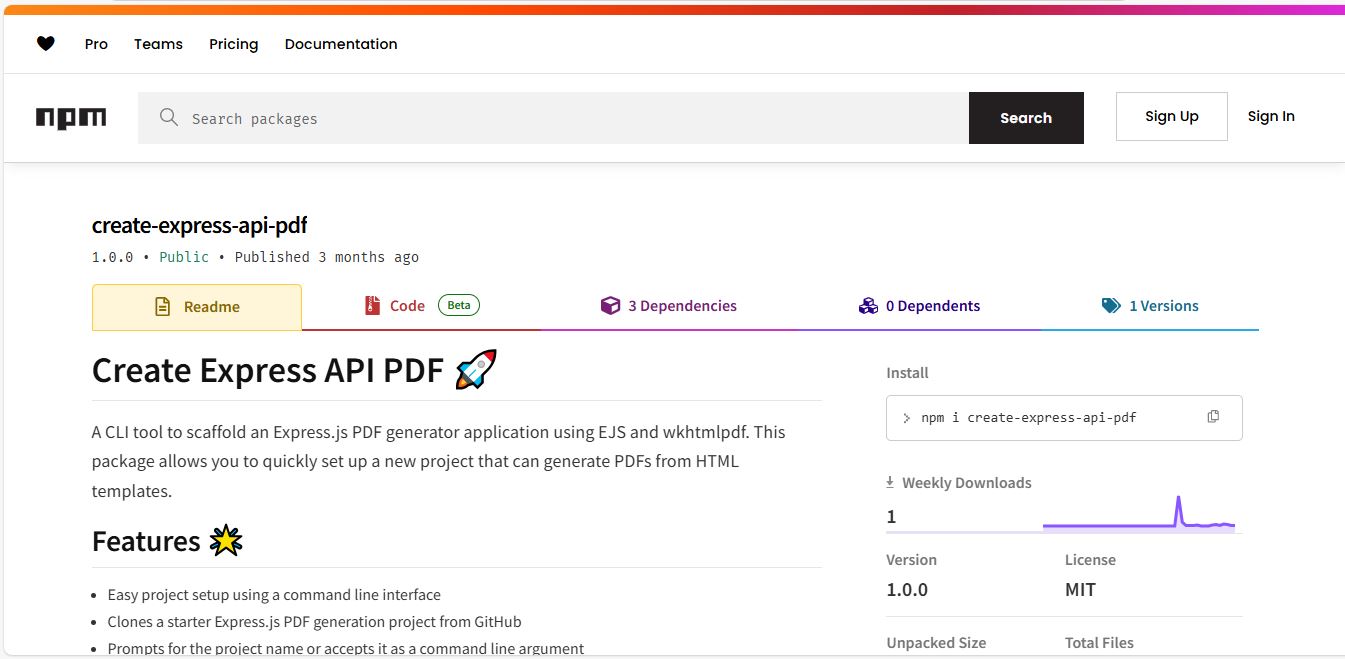 Pro Teams Pricing Documentation
npm Search packages Search Sign Up Sign In
create-express-api-pdf
1.0.0 • Public • Published 3 months ago
Readme Code Beta 3 Dependencies 0 Dependents 1 Versions
Create Express API PDF 🚀
A CLI tool to scaffold an Express.js PDF generator application using EJS and wkhtmlpdf. This
package allows you to quickly set up a new project that can generate PDFs from HTML
templates.
Features 🌟
• Easy project setup using a command line interface
• Clones a starter Express.js PDF generation project from GitHub
• Prompts for the project name or accepts it as a command line argument
Install
> npm i create-express-api-pdf
Weekly Downloads
1
Version License
1.0.0 MIT
Unpacked Size Total Files